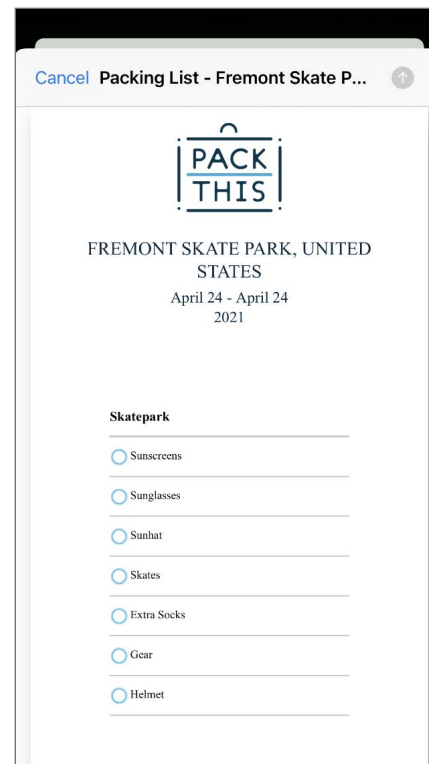 Cancel Packing List - Fremont Skate P...
PACK
THIS
FREMONT SKATE PARK, UNITED
STATES
April 24 - April 24
2021
Skatepark
Sunscreens
Sunglasses
Sunhat
Skates
Extra Socks
Gear
Helmet